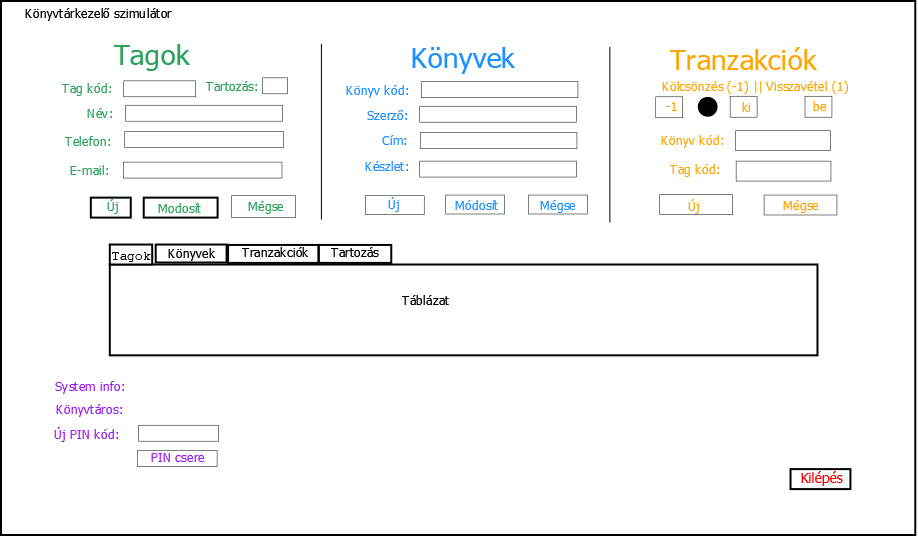 Könyvtárkezelő szimulátor
Tagok
Tag kód:
Tartozás:
Név:
Telefon:
E-mail:
Új
Modosít
Mégse
Könyvek
Könyv kód:
Szerző:
Cím:
Készlet:
Új
Módosít
Mégse
Tranzakciók
Kölcsönzés (-1) || Visszavétel (1)
-1
ki
be
Könyv kód:
Tag kód:
Új
Mégse
Tagok
Könyvek
Tranzakciók
Tartozás
Táblázat
System info:
Könyvtáros:
Új PIN kód:
PIN csere
Kilépés